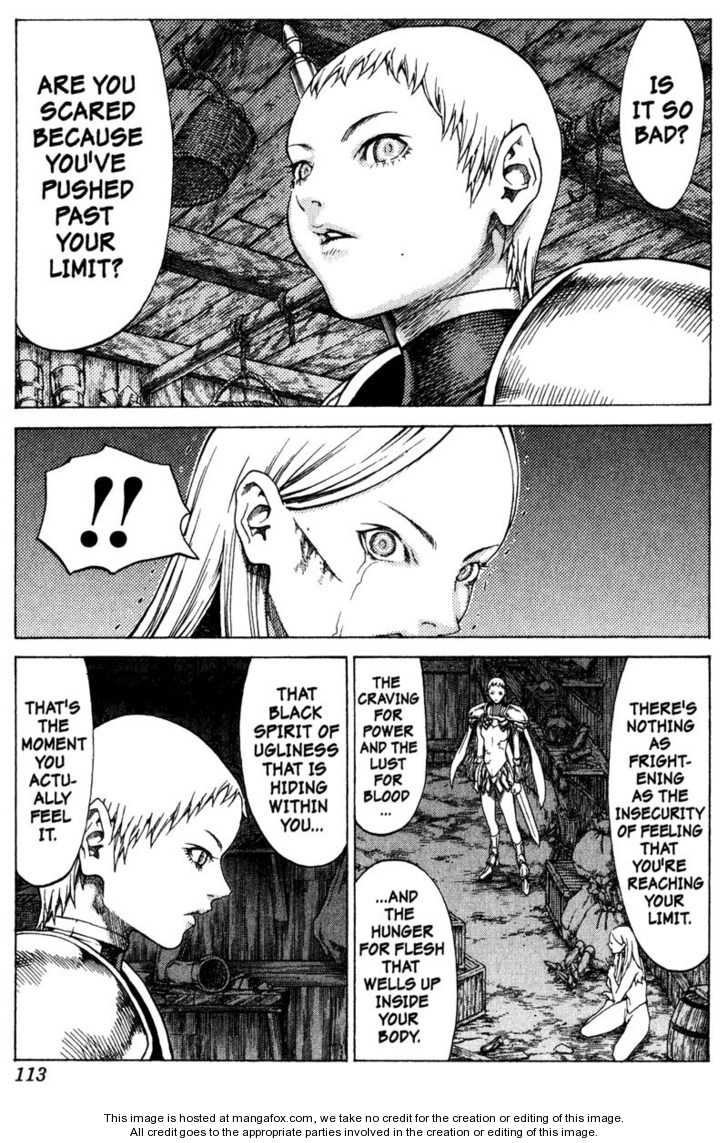 IS
IT SO
BAD?
ARE YOU
SCARED
BECAUSE
YOU'VE
PUSHED
PAST
YOUR
LIMIT?
!!
THERE'S
NOTHING
AS
FRIGHT-
ENING
AS THE
INSECURITY
OF FEELING
THAT
YOU'RE
REACHING
YOUR
LIMIT.
THE
CRAVING
FOR
POWER
AND THE
LUST
FOR
BLOOD
...
...AND
THE
HUNGER
FOR FLESH
THAT
WELLS UP
INSIDE
YOUR
BODY.
THAT
BLACK
SPIRIT OF
UGLINESS
THAT IS
HIDING
WITHIN
YOU...
THAT'S
THE
MOMENT
YOU
ACTU-
ALLY
FEEL
IT.
113
This image is hosted at mangafox.com, we take no credit for the creation or editing of this image.
All credit goes to the appropriate parties involved in the creation or editing of this image.